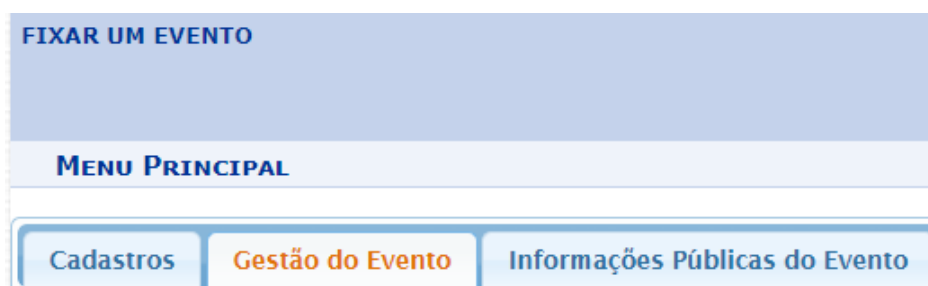 FIXAR UM EVENTO
MENU PRINCIPAL
Cadastros Gestão do Evento Informações Públicas do Evento